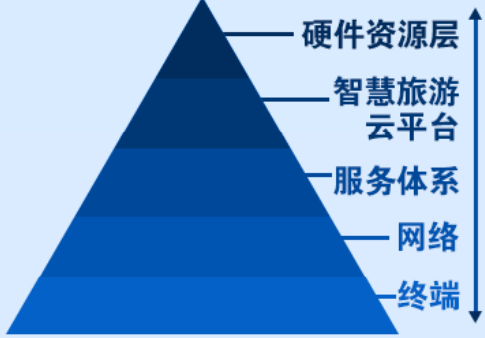 硬件资源层
智慧旅游
云平台
服务体系
网络
终端